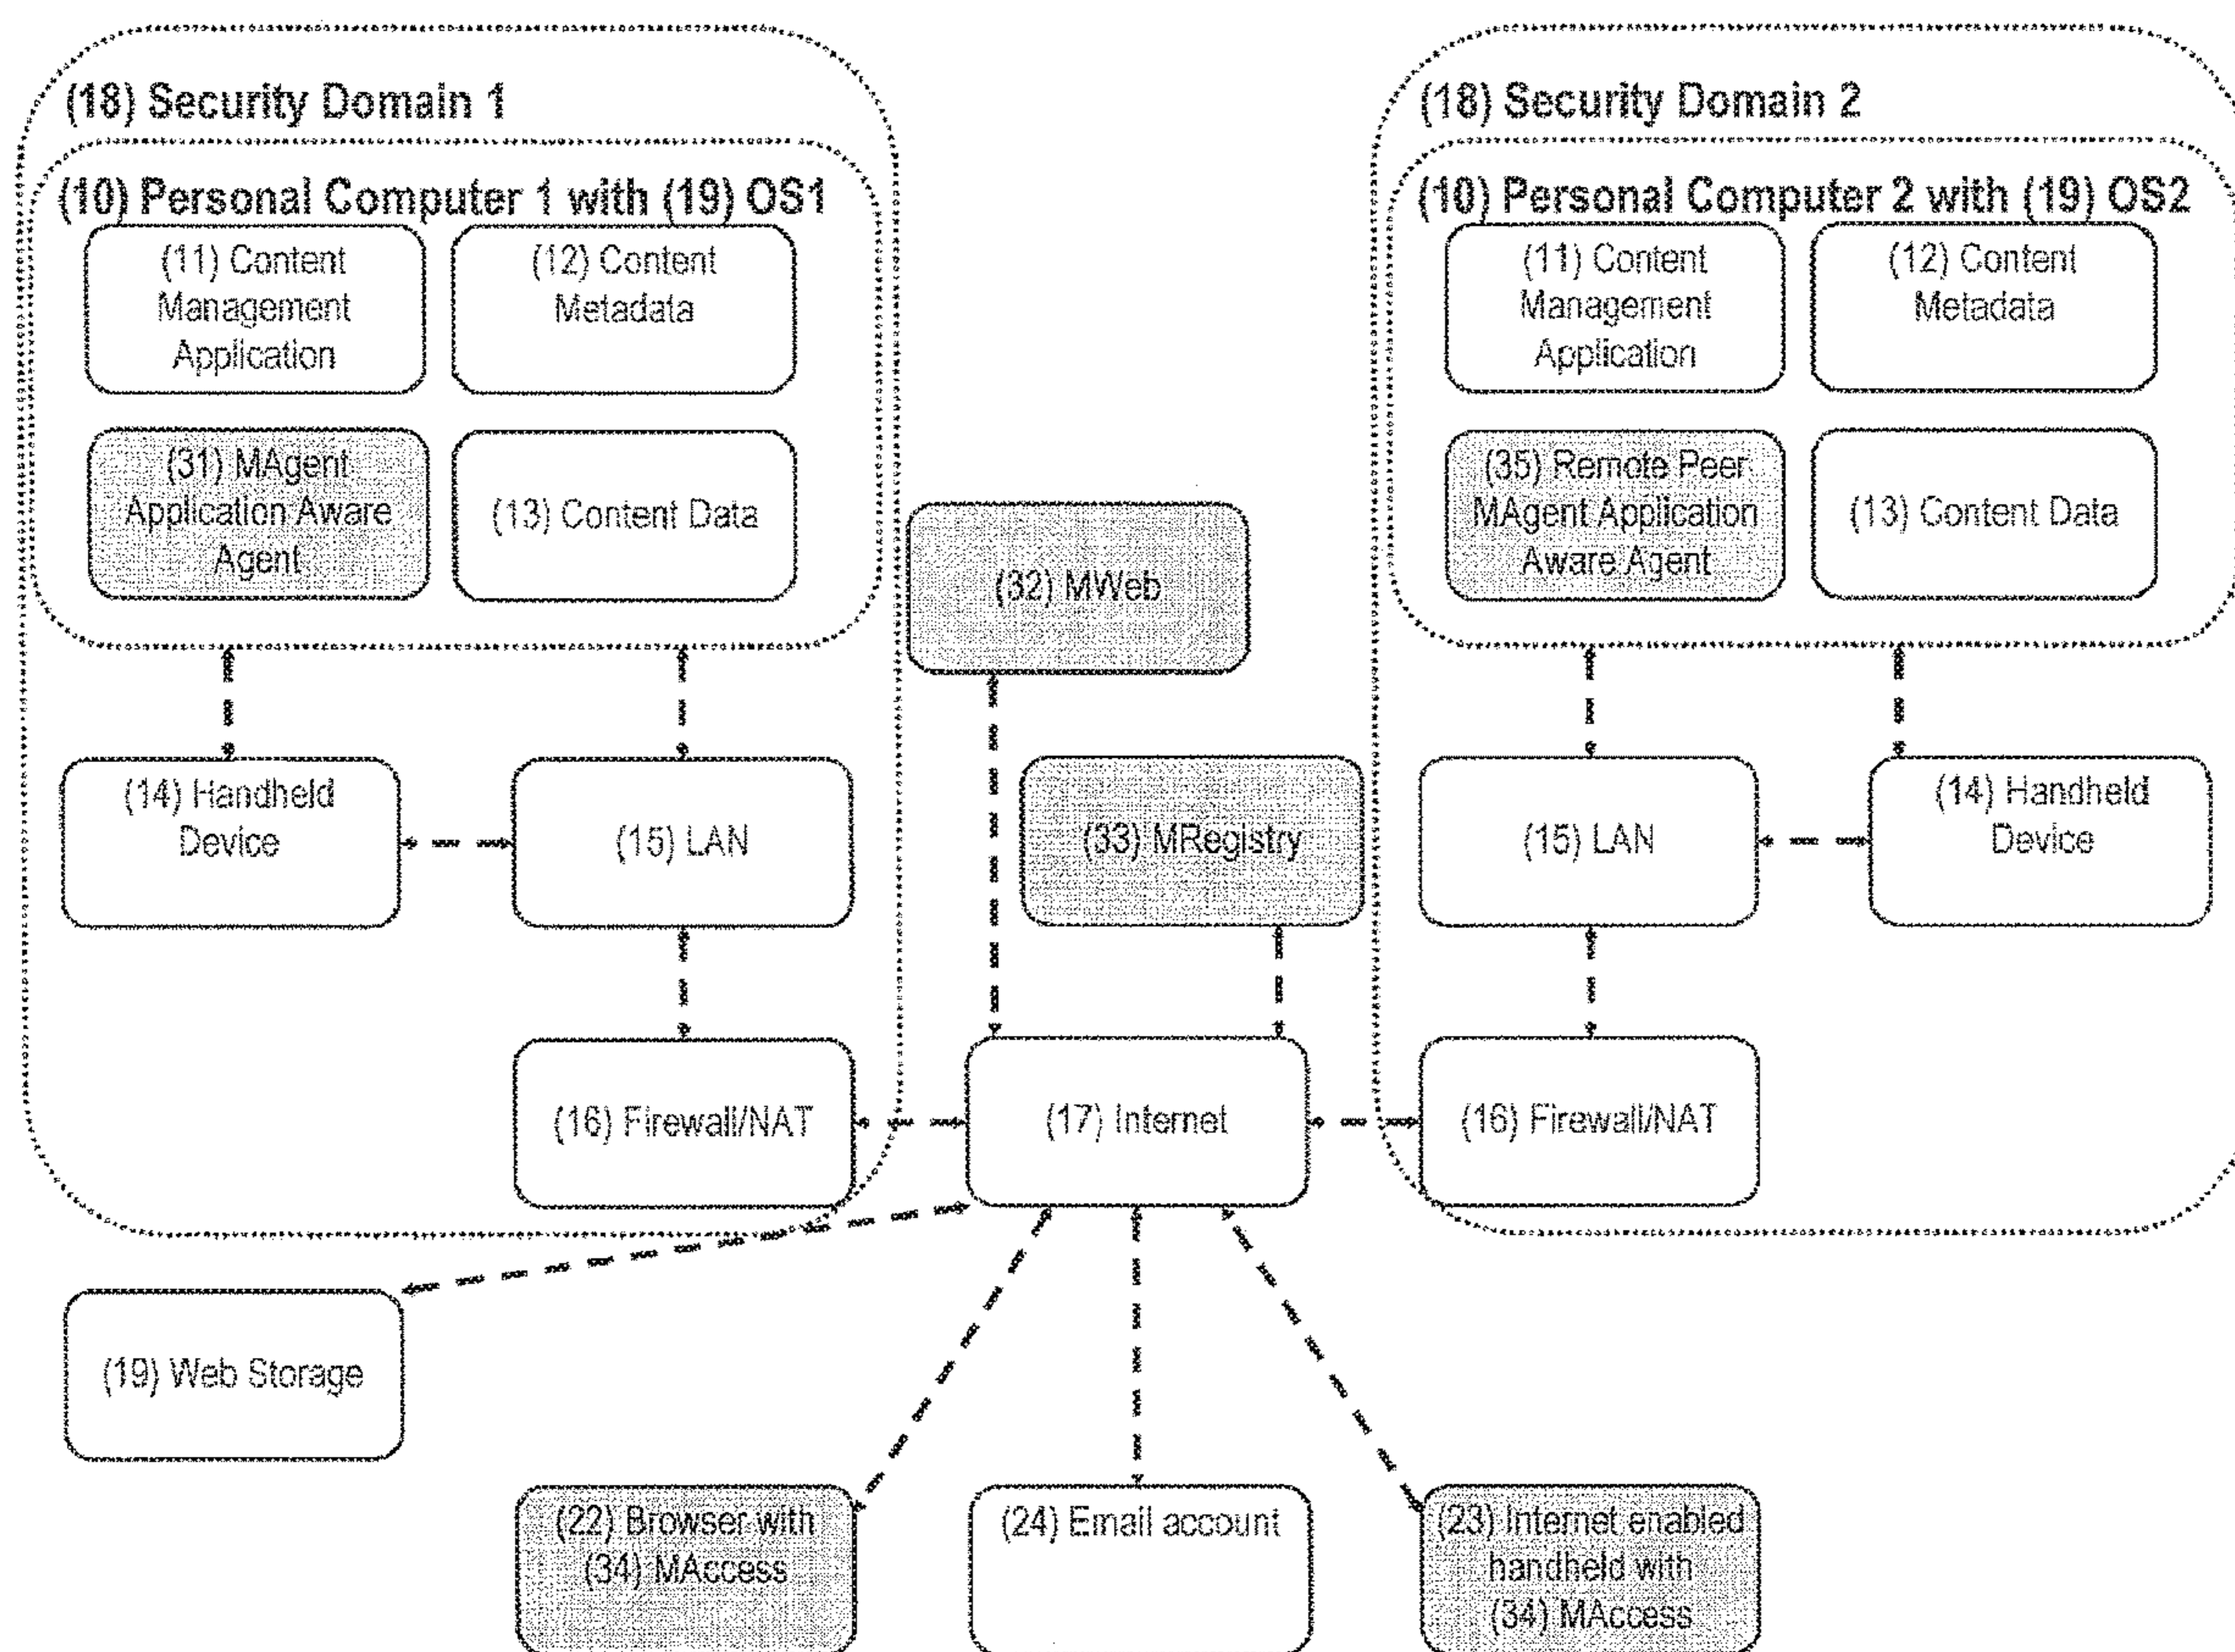 (18) Security Domain 1
(10) Personal Computer 1 with (19) OS1
(11) Content
Management
Application
(12) Content
Metadata
(31) MAgent
Application Aware
Agent
(13) Content Data
(14) Handheld
Device
(15) LAN
(16) Firewall/NAT
(32) MWeb
(33) MRegistry
(17) Internet
(18) Security Domain 2
(10) Personal Computer 2 with (19) OS2
(11) Content
Management
Application
(12) Content
Metadata
(35) Remote Peer
MAgent Application
Aware Agent
(13) Content Data
(15) LAN
(14) Handheld
Device
(16) Firewall/NAT
(19) Web Storage
(22) Browser with
(34) MAccess
(24) Email account
(23) Internet enabled
handheld with
(34) MAccess